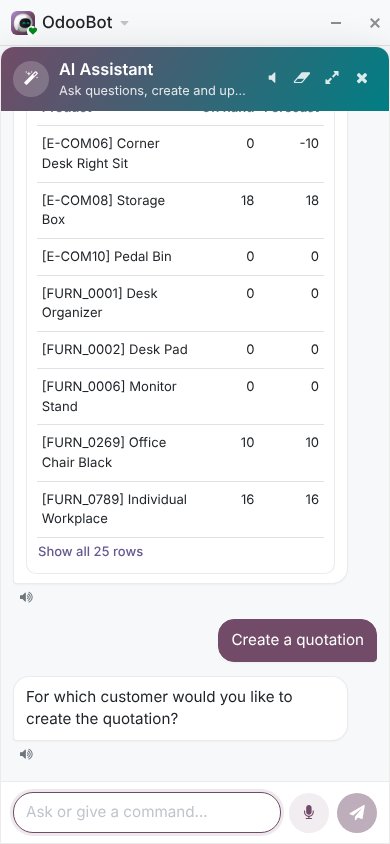 OdooBot
AI Assistant
Ask questions, create and up...
[E-COM06] Corner 0 -10
Desk Right Sit
[E-COM08] Storage 18 18
Box
[E-COM10] Pedal Bin 0 0
[FURN_0001] Desk 0 0
Organizer
[FURN_0002] Desk Pad 0 0
[FURN_0006] Monitor 0 0
Stand
[FURN_0269] Office 10 10
Chair Black
[FURN_0789] Individual 16 16
Workplace
Show all 25 rows
Create a quotation
For which customer would you like to
create the quotation?
Ask or give a command...